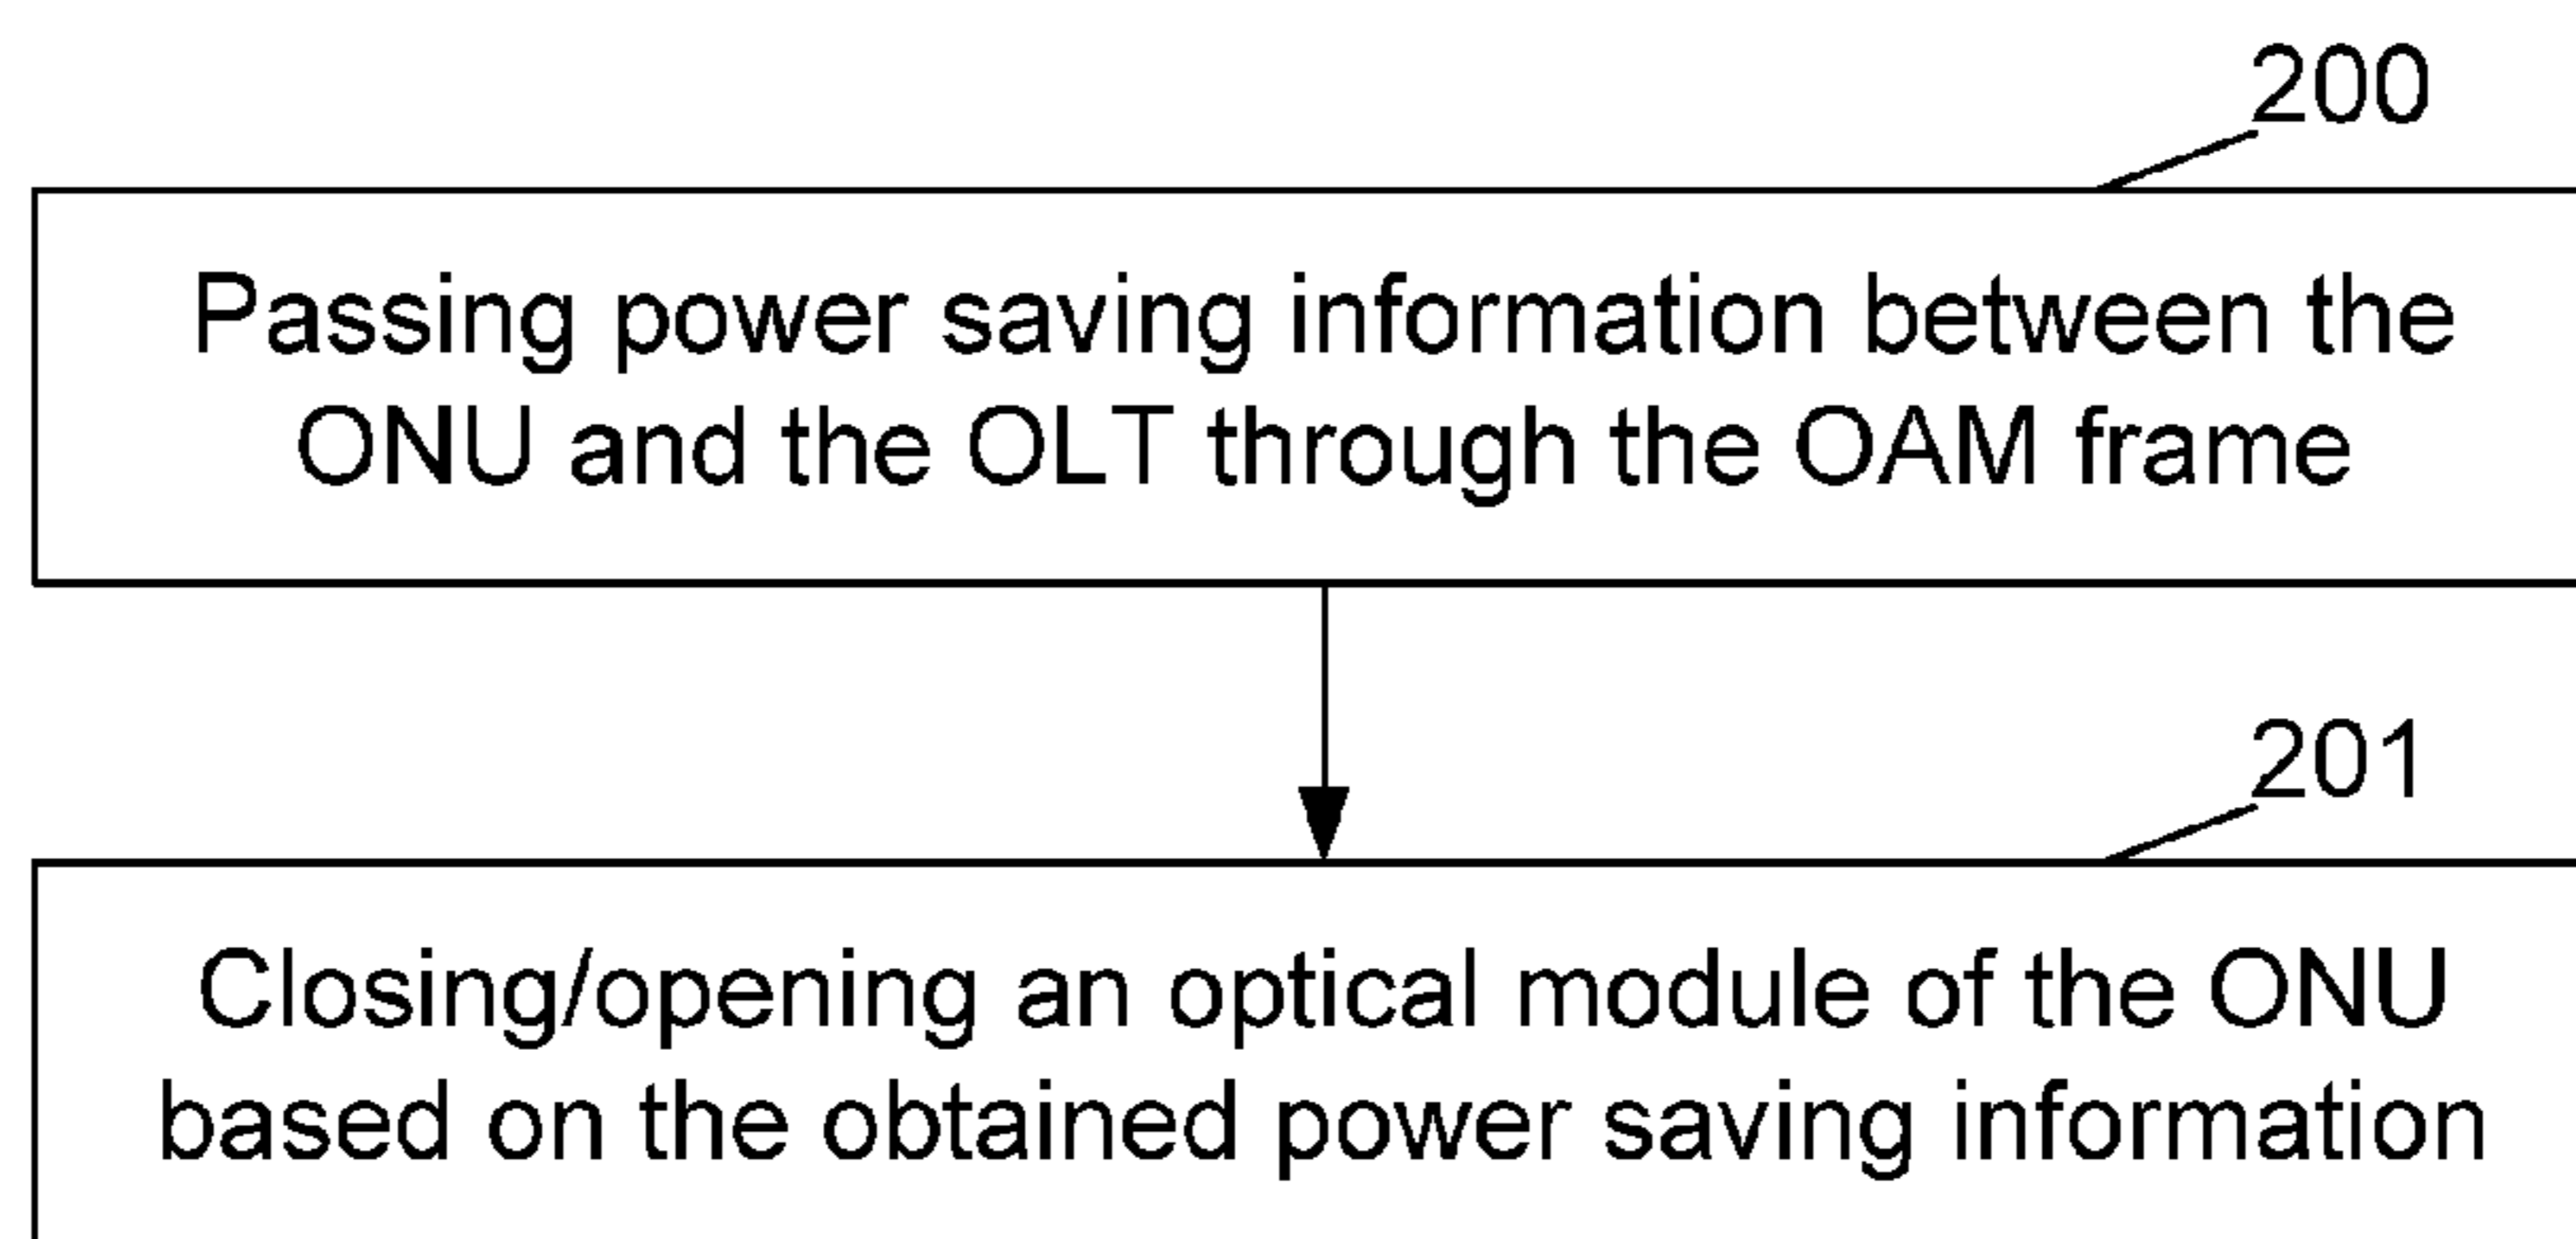 200
Passing power saving information between the
ONU and the OLT through the OAM frame
201
Closing/opening an optical module of the ONU
based on the obtained power saving information